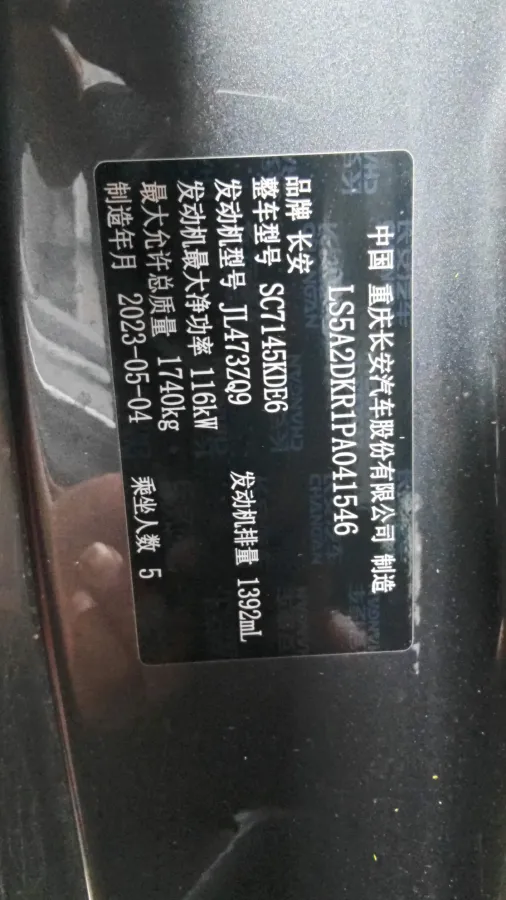 中国 重庆长安汽车股份有限公司 制造
LS5A2DKR1PA041546
品牌 长安
整车型号 SC7145KDE6
发动机型号 JL473ZQ9 发动机排量 1392mL
发动机最大净功率 116kW
最大允许总质量 1740kg
制造年月 2023-05-04 乘坐人数 5